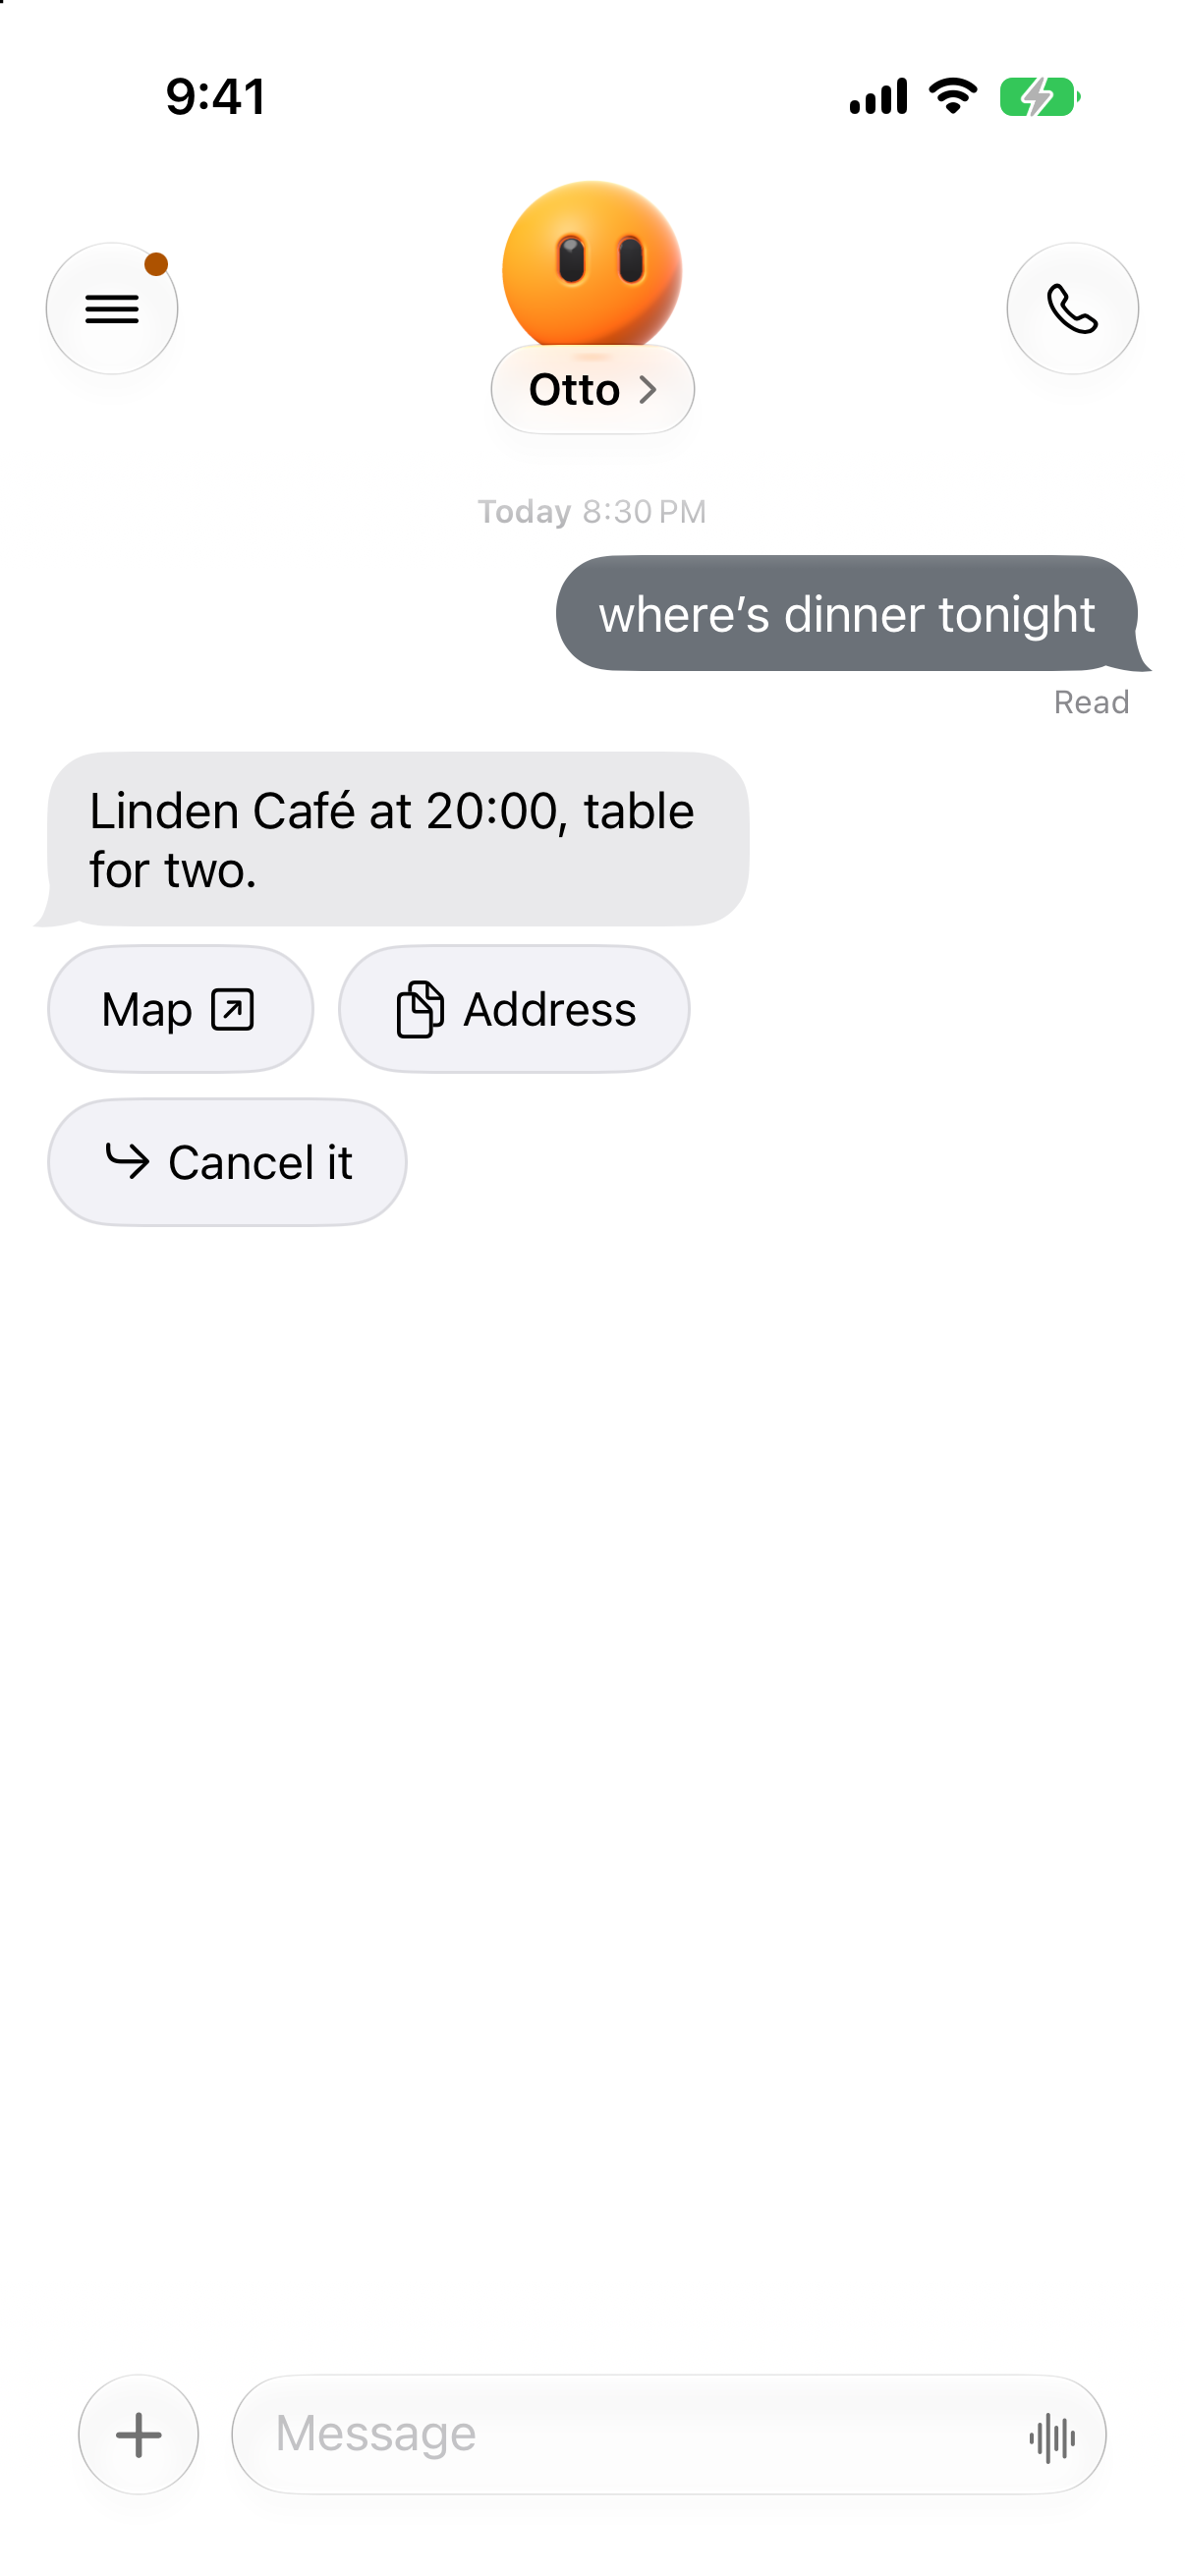 9:41
Otto
Today 8:30 PM
where’s dinner tonight
Read
Linden Café at 20:00, table
for two.
Map
Address
Cancel it
Message